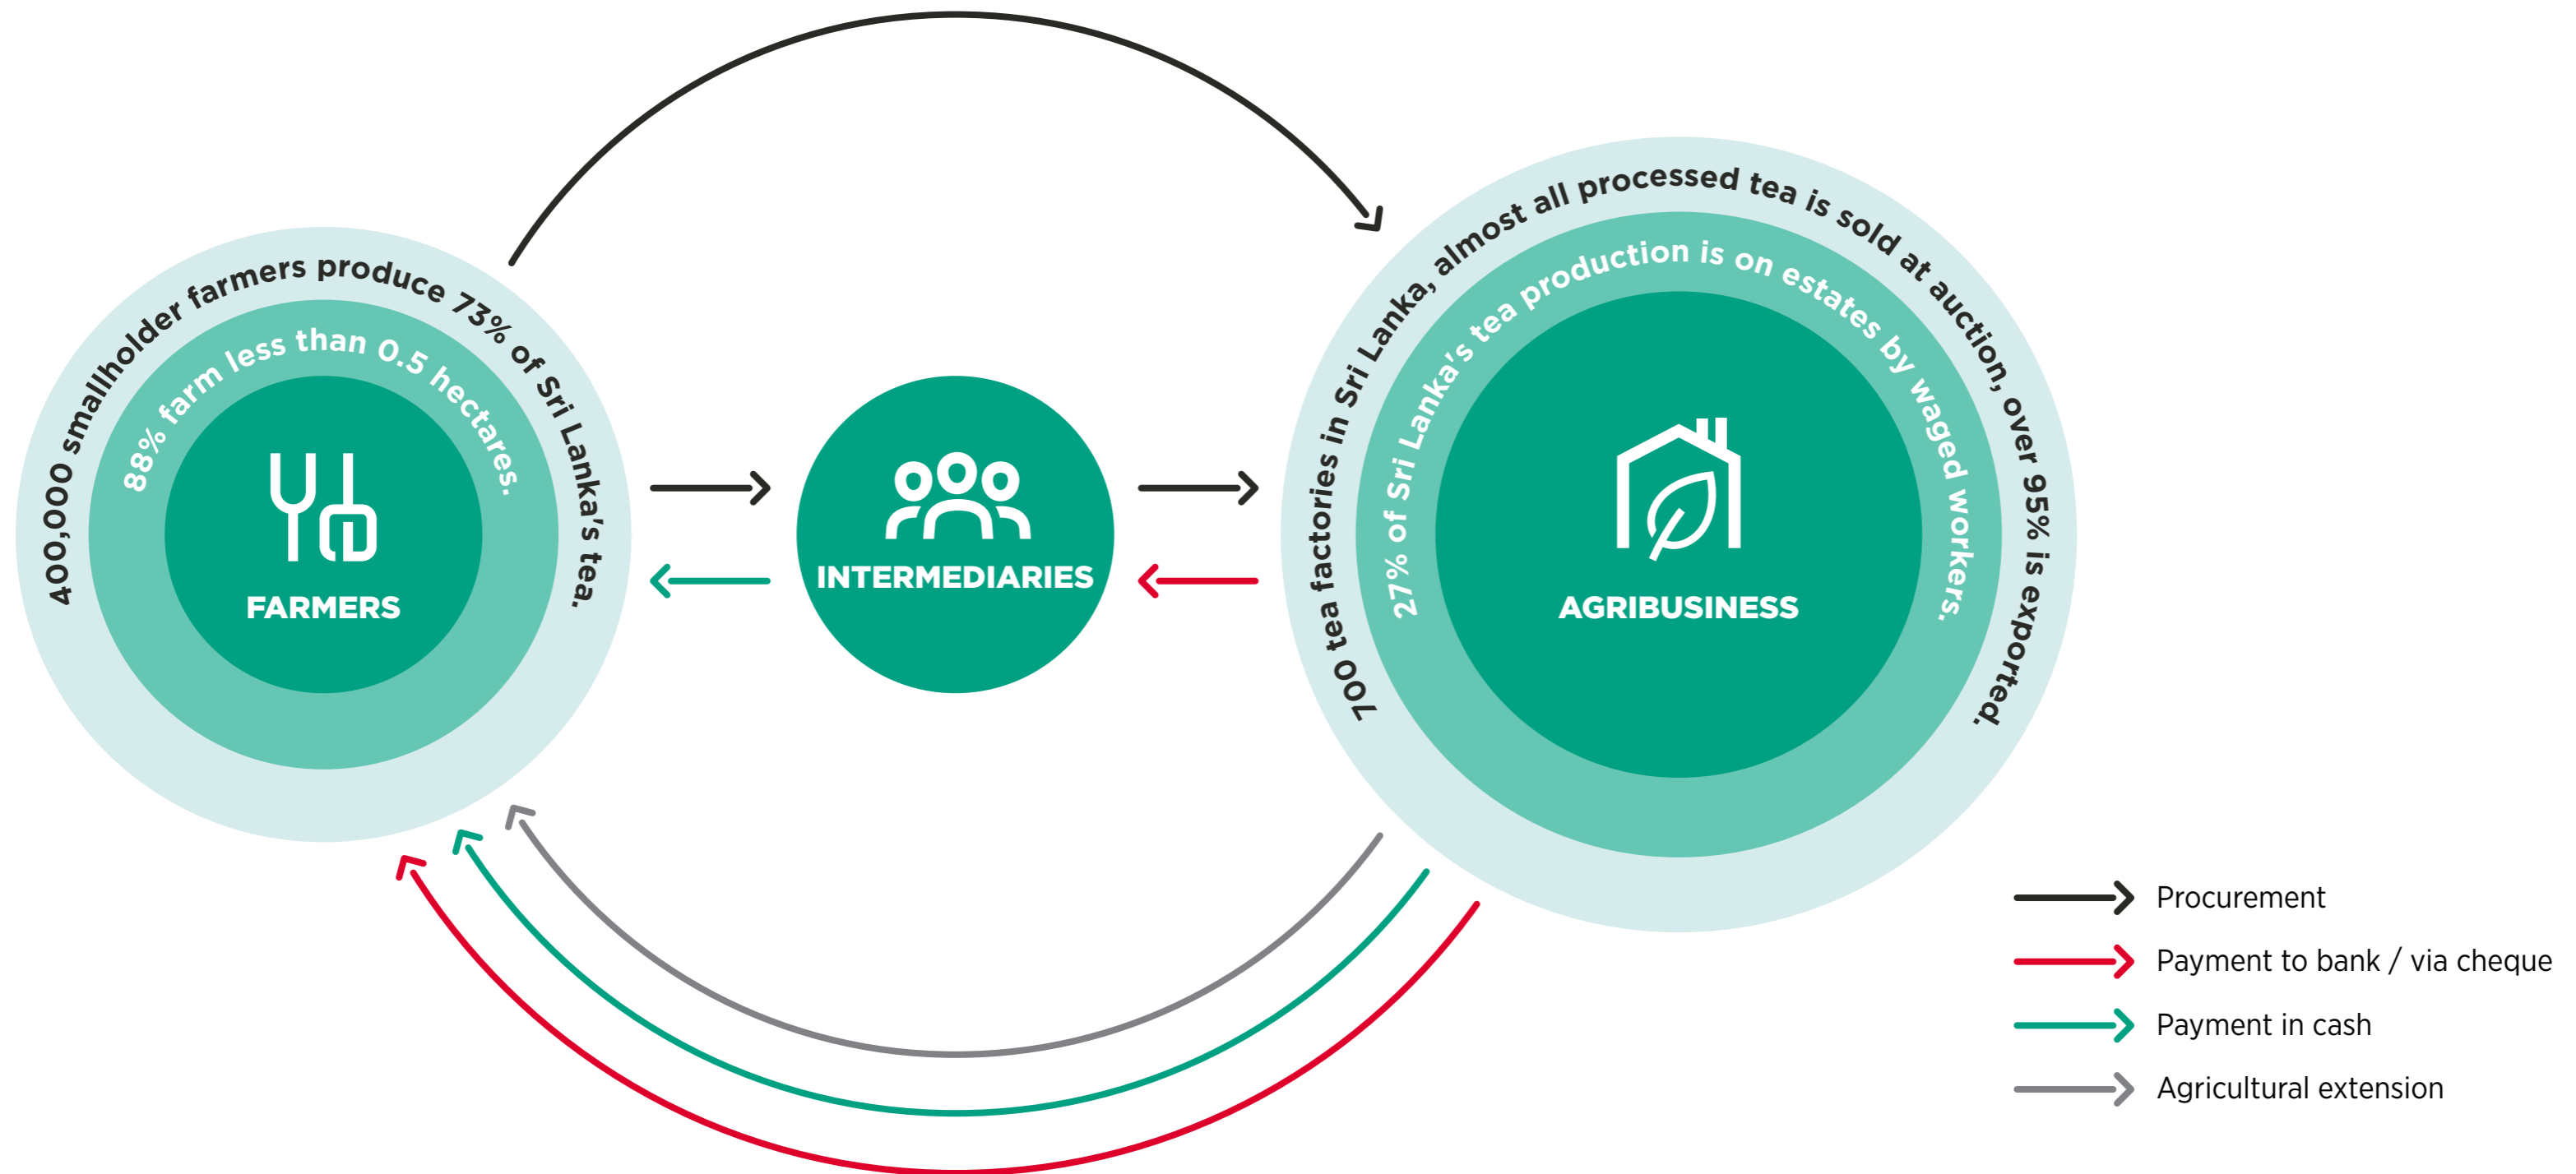 400,000 smallholder farmers produce 73% of Sri Lanka's tea.
88% farm less than 0.5 hectares.
FARMERS
INTERMEDIARIES
700 tea factories in Sri Lanka, almost all processed tea is sold at auction, over 95% is exported.
27% of Sri Lanka's tea production is on estates by waged workers.
AGRIBUSINESS
Procurement
Payment to bank / via cheque
Payment in cash
Agricultural extension